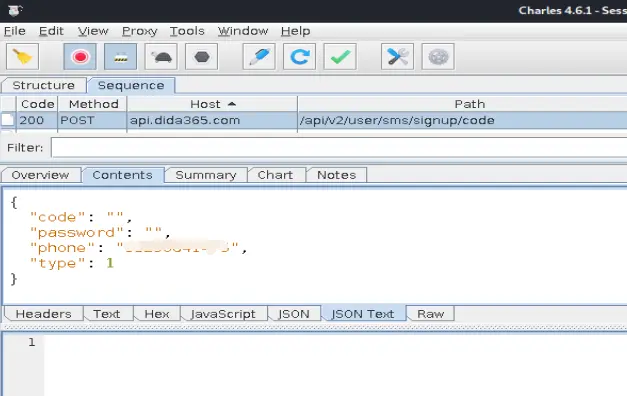 Charles 4.6.1 - Sess
File Edit View Proxy Tools Window Help
Structure Sequence
Code Method Host Path
200 POST api.dida365.com /api/v2/user/sms/signup/code
Filter:
Overview Contents Summary Chart Notes
{
"code": "",
"password": "",
"phone": "
"type": 1
}
Headers Text Hex JavaScript JSON JSON Text Raw
1